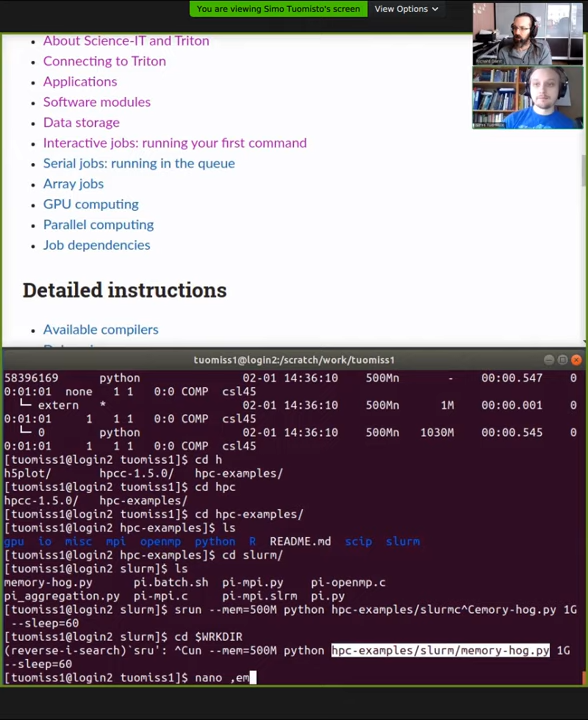 You are viewing Simo Tuomisto's screen
View Options
About Science-IT and Triton
Connecting to Triton
Applications
Software modules
Data storage
Interactive jobs: running your first command
Serial jobs: running in the queue
Array jobs
GPU computing
Parallel computing
Job dependencies
Detailed instructions
Available compilers
tuomiss1@login2:/scratch/work/tuomiss1
58396169 python 02-01 14:36:10 500Mn - 00:00.547
0:01:01 none 1 1 0:0 COMP csl45
└─ extern * 02-01 14:36:10 500Mn 1M 00:00.001
0:01:01 1 1 0:0 COMP csl45
└─ 0 python 02-01 14:36:10 500Mn 1030M 00:00.545
0:01:01 1 1 0:0 COMP csl45
[tuomiss1@login2 tuomiss1]$ cd h
h5plot/ hpcc-1.5.0/ hpc-examples/
[tuomiss1@login2 tuomiss1]$ cd hpc
hpcc-1.5.0/ hpc-examples/
[tuomiss1@login2 tuomiss1]$ cd hpc-examples/
[tuomiss1@login2 hpc-examples]$ ls
gpu io misc mpi openmp python R README.md scip slurm
[tuomiss1@login2 hpc-examples]$ cd slurm/
[tuomiss1@login2 slurm]$ ls
memory-hog.py pi.batch.sh pi-mpi.py pi-openmp.c
pi_aggregation.py pi-mpi.c pi-mpi.slrm pi.py
[tuomiss1@login2 slurm]$ srun --mem=500M python hpc-examples/slurmc^Cemory-hog.py 1G
--sleep=60
[tuomiss1@login2 slurm]$ cd $WRKDIR
(reverse-i-search)`sru': ^Cun --mem=500M python hpc-examples/slurm/memory-hog.py 1G
--sleep=60
[tuomiss1@login2 tuomiss1]$ nano ,em